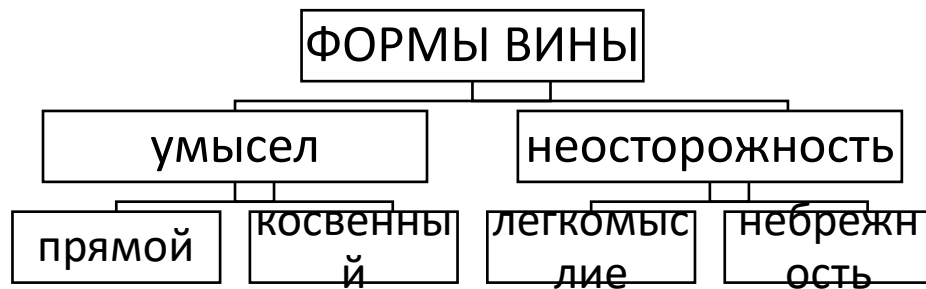 ФОРМЫ ВИНЫ
умысел
неосторожность
прямой
косвенны
й
легкомыс
лие
небрежн
ость